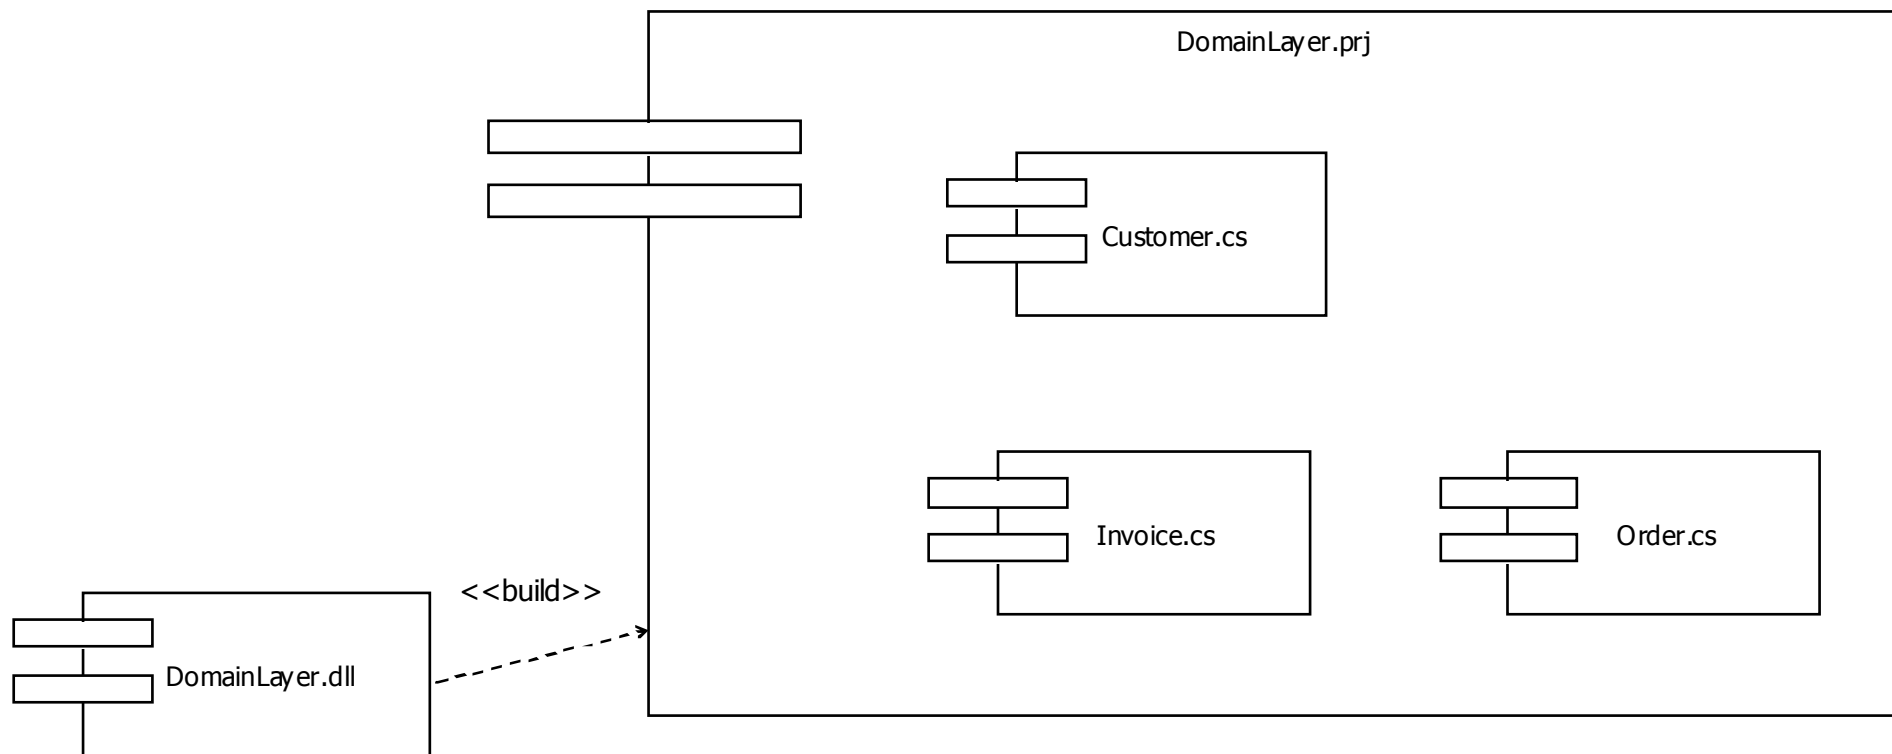 DomainLayer.prj
Customer.cs
Invoice.cs
Order.cs
<<build>>
DomainLayer.dll